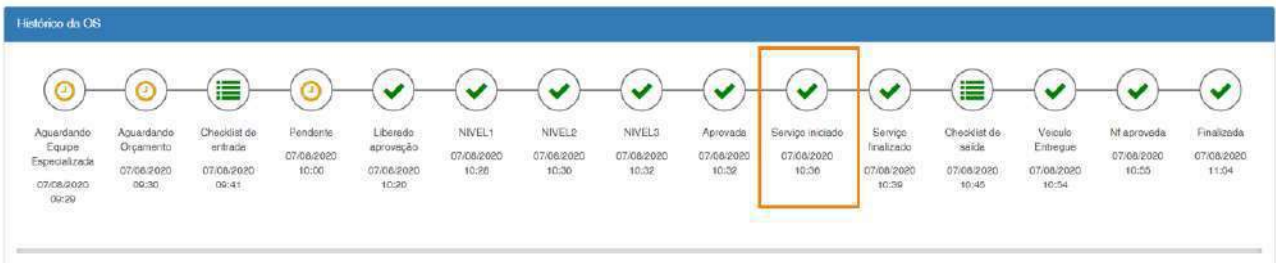 Histórico da OS
Aguardando
Equipe
Especializada
07/08/2020
09:29
Aguardando
Orçamento
07/08/2020
09:30
Checklist de
entrada
07/08/2020
09:41
Pendente
07/08/2020
10:00
Liberado
aprovação
07/08/2020
10:20
NIVEL1
07/08/2020
10:26
NIVEL2
07/08/2020
10:30
NIVEL3
07/08/2020
10:32
Aprovada
07/08/2020
10:32
Serviço iniciado
07/08/2020
10:36
Serviço
finalizado
07/08/2020
10:39
Checklist de
saída
07/08/2020
10:45
Veiculo
Entregue
07/08/2020
10:54
Nf aprovada
07/08/2020
10:55
Finalizada
07/08/2020
11:04